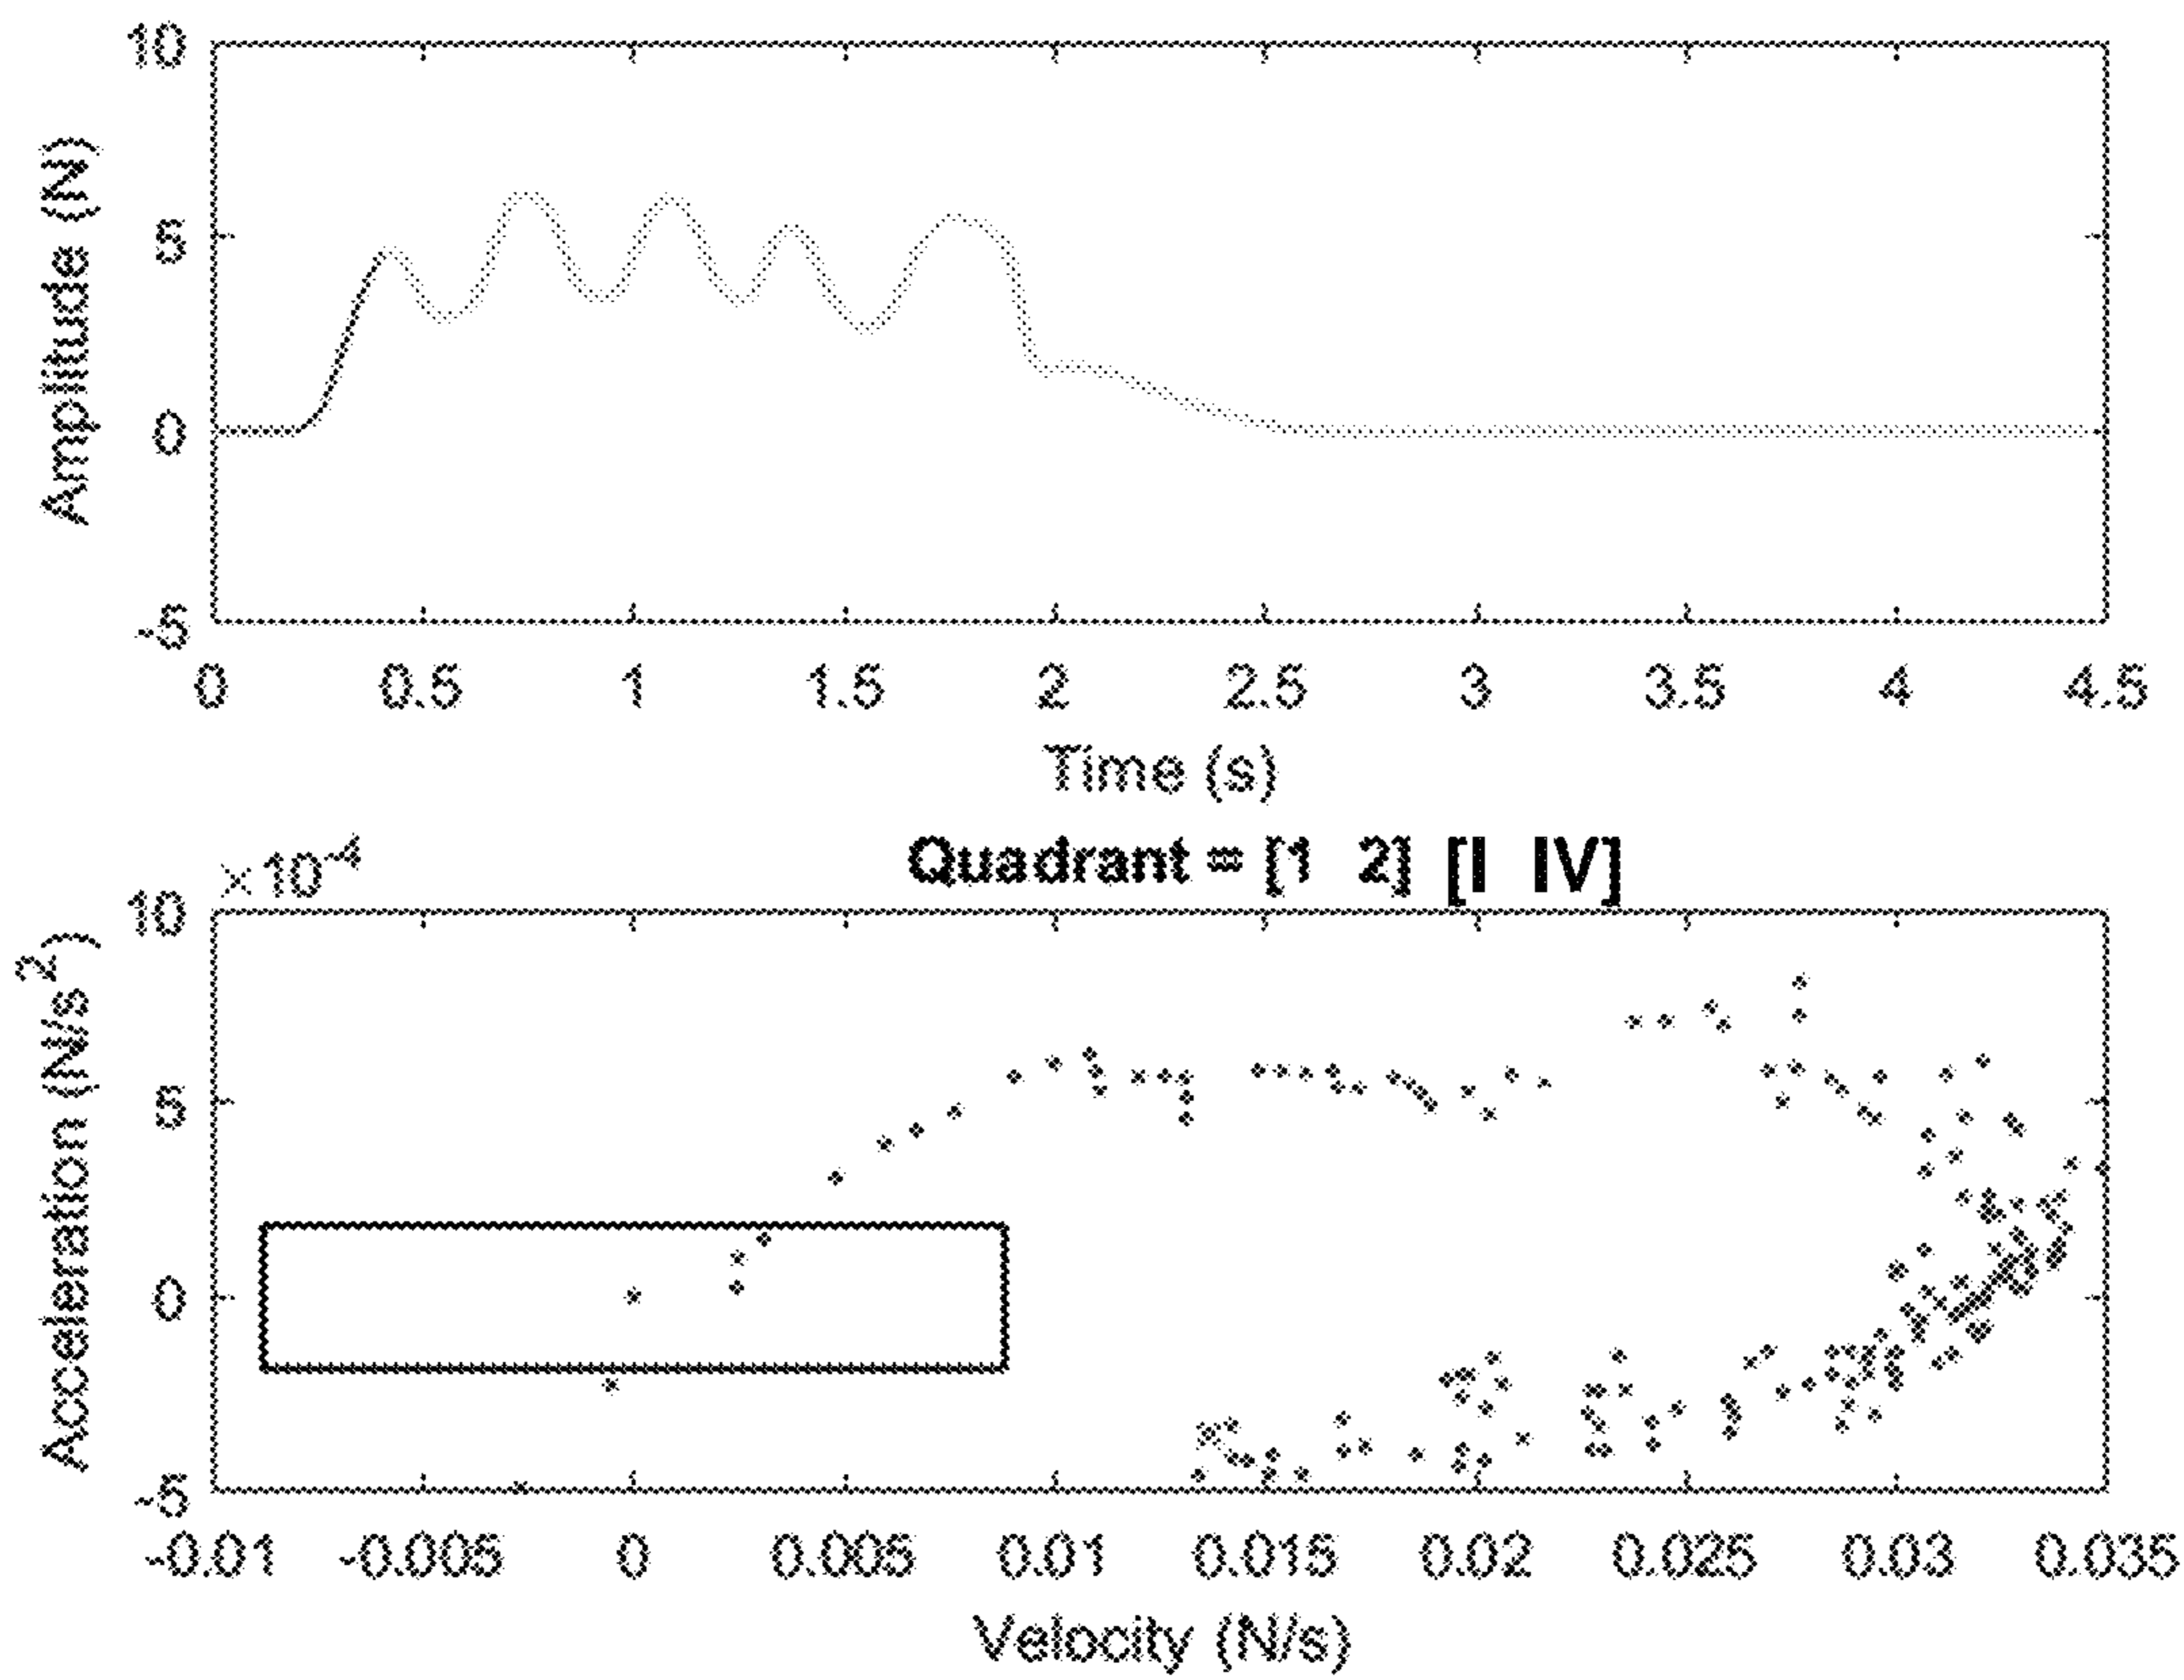 10
5
0
-5
Amplitude (N)
0 0.5 1 1.5 2 2.5 3 3.5 4 4.5
Time (s)
Quadrant = [1 2] [I IV]
×10⁻⁴
10
5
0
-5
Acceleration (N/s²)
-0.01 -0.005 0 0.005 0.01 0.015 0.02 0.025 0.03 0.035
Velocity (N/s)